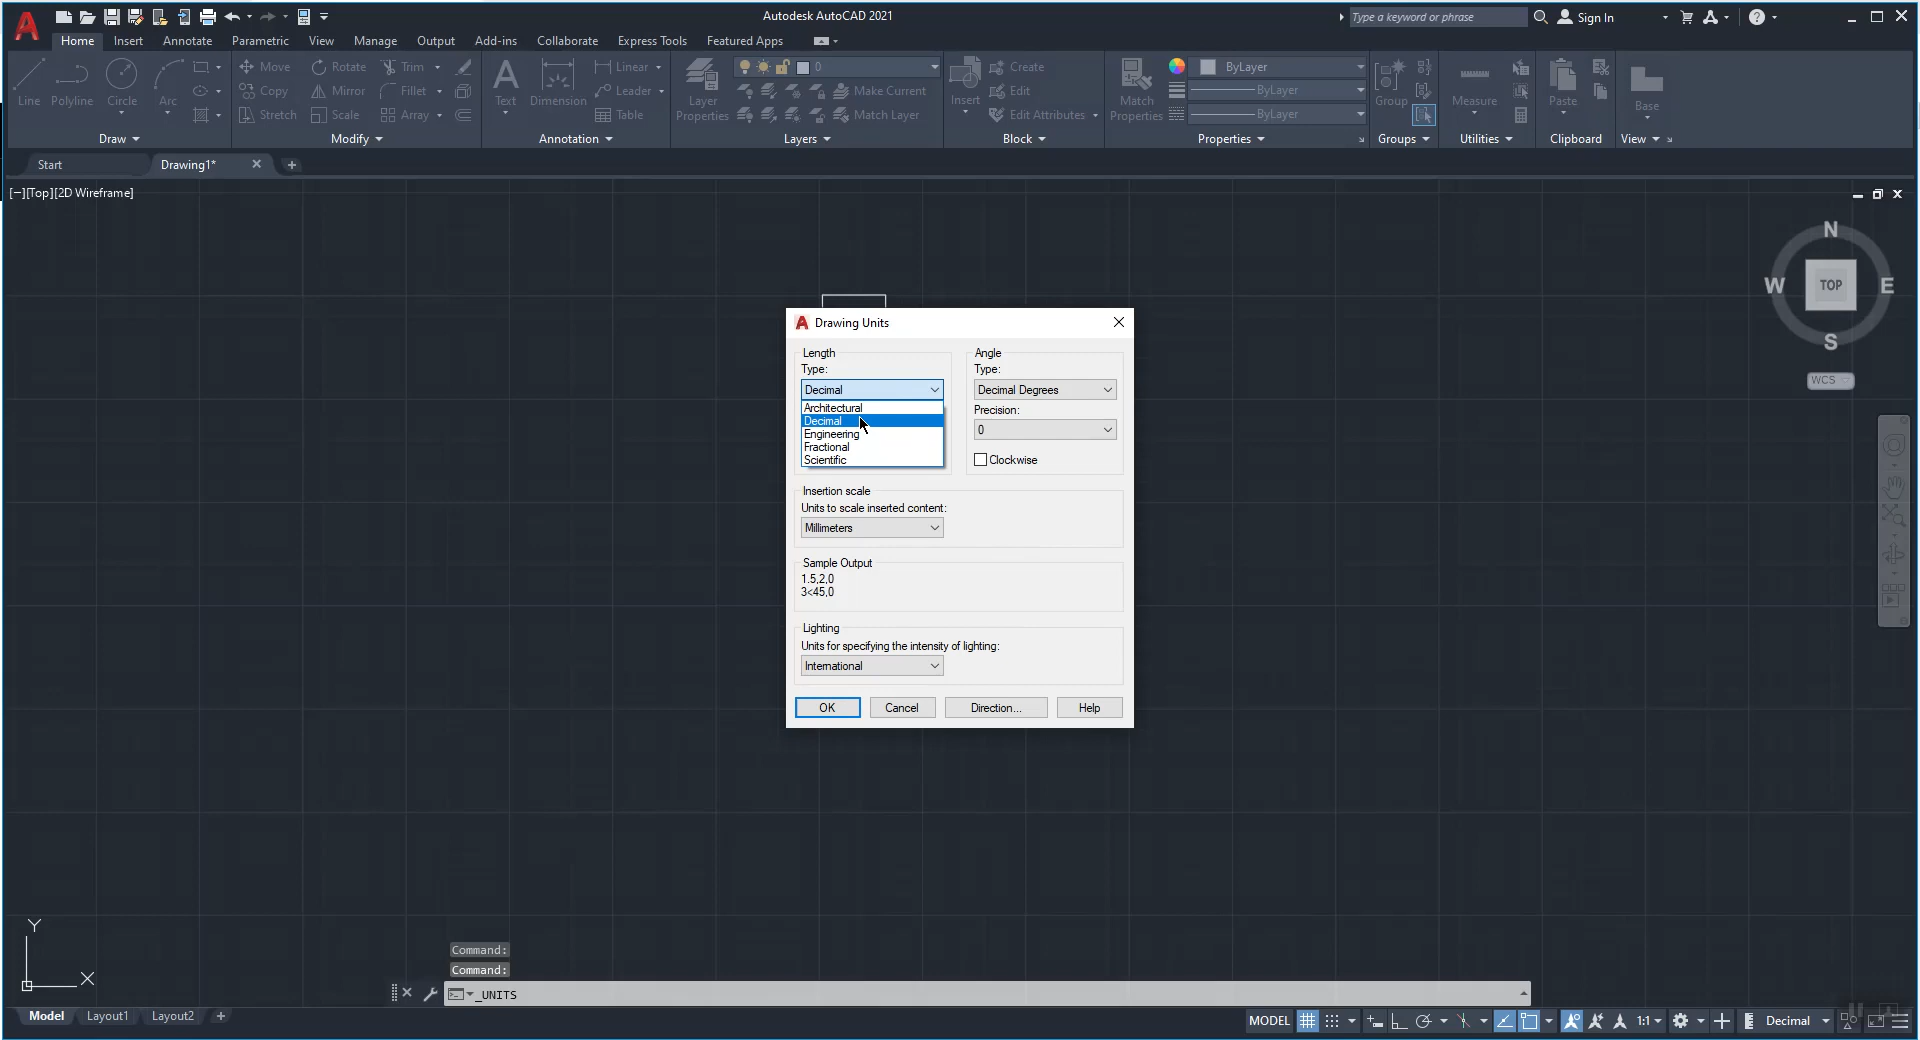 Autodesk AutoCAD 2021
Type a keyword or phrase
Sign In
Home Insert Annotate Parametric View Manage Output Add-ins Collaborate Express Tools Featured Apps
Line Polyline Circle Arc
Move Rotate Trim
Copy Mirror Fillet
Stretch Scale Array
Text Dimension
Linear
Leader
Table
Layer Properties
0
Make Current
Match Layer
Insert
Create
Edit
Edit Attributes
Match Properties
ByLayer
ByLayer
ByLayer
Group
Measure
Paste
Base
Draw Modify Annotation Layers Block Properties Groups Utilities Clipboard View
Start Drawing1*
[−][Top][2D Wireframe]
N
W TOP E
S
WCS
Drawing Units
Length
Type:
Decimal
Architectural
Decimal
Engineering
Fractional
Scientific
Angle
Type:
Decimal Degrees
Precision:
0
Clockwise
Insertion scale
Units to scale inserted content:
Millimeters
Sample Output
1.5,2,0
3<45,0
Lighting
Units for specifying the intensity of lighting:
International
OK Cancel Direction... Help
Y
X
Command:
Command:
_UNITS
Model Layout1 Layout2
MODEL 1:1 Decimal